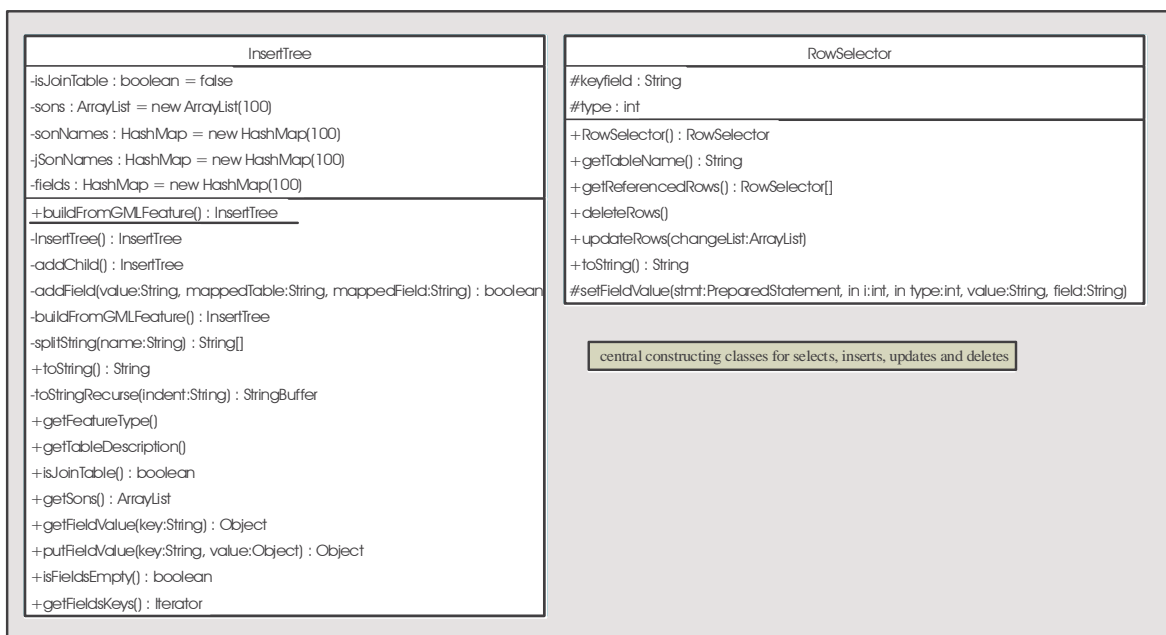 InsertTree
-isJoinTable : boolean = false
-sons : ArrayList = new ArrayList(100)
-sonNames : HashMap = new HashMap(100)
-jSonNames : HashMap = new HashMap(100)
-fields : HashMap = new HashMap(100)
+buildFromGMLFeature() : InsertTree
-InsertTree() : InsertTree
-addChild() : InsertTree
-addField(value:String, mappedTable:String, mappedField:String) : boolean
-buildFromGMLFeature() : InsertTree
-splitString(name:String) : String[]
+toString() : String
-toStringRecurse(indent:String) : StringBuffer
+getFeatureType()
+getTableDescription()
+isJoinTable() : boolean
+getSons() : ArrayList
+getFieldValue(key:String) : Object
+putFieldValue(key:String, value:Object) : Object
+isFieldsEmpty() : boolean
+getFieldsKeys() : Iterator
RowSelector
#keyfield : String
#type : int
+RowSelector() : RowSelector
+getTableName() : String
+getReferencedRows() : RowSelector[]
+deleteRows()
+updateRows(changeList:ArrayList)
+toString() : String
#setFieldValue(stmt:PreparedStatement, in i:int, in type:int, value:String, field:String)
central constructing classes for selects, inserts, updates and deletes